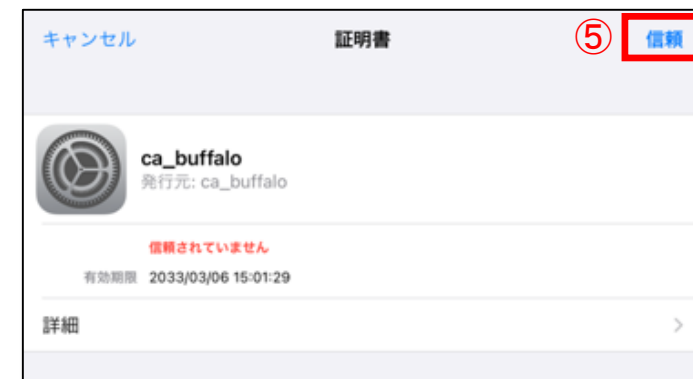 キャンセル 証明書 ⑤ 信頼
ca_buffalo
発行元: ca_buffalo
信頼されていません
有効期限 2033/03/06 15:01:29
詳細